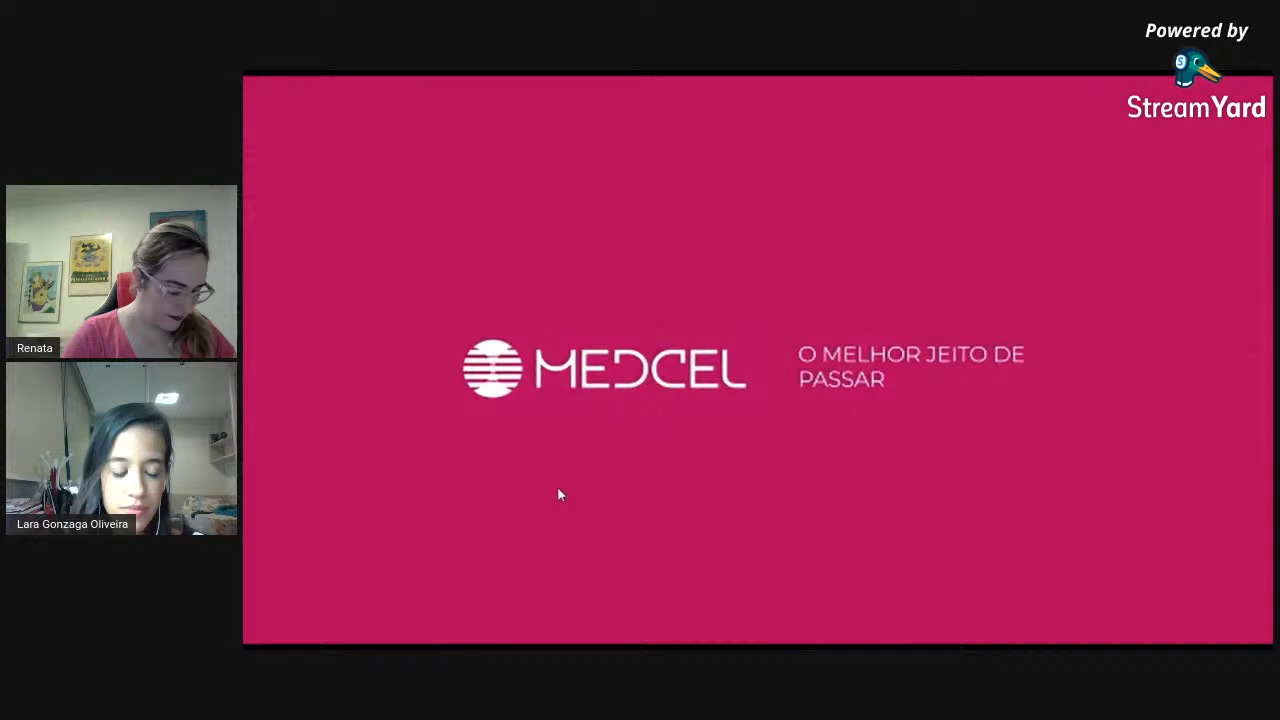 Powered by
StreamYard
MEDCEL
O MELHOR JEITO DE
PASSAR
Renata
Lara Gonzaga Oliveira